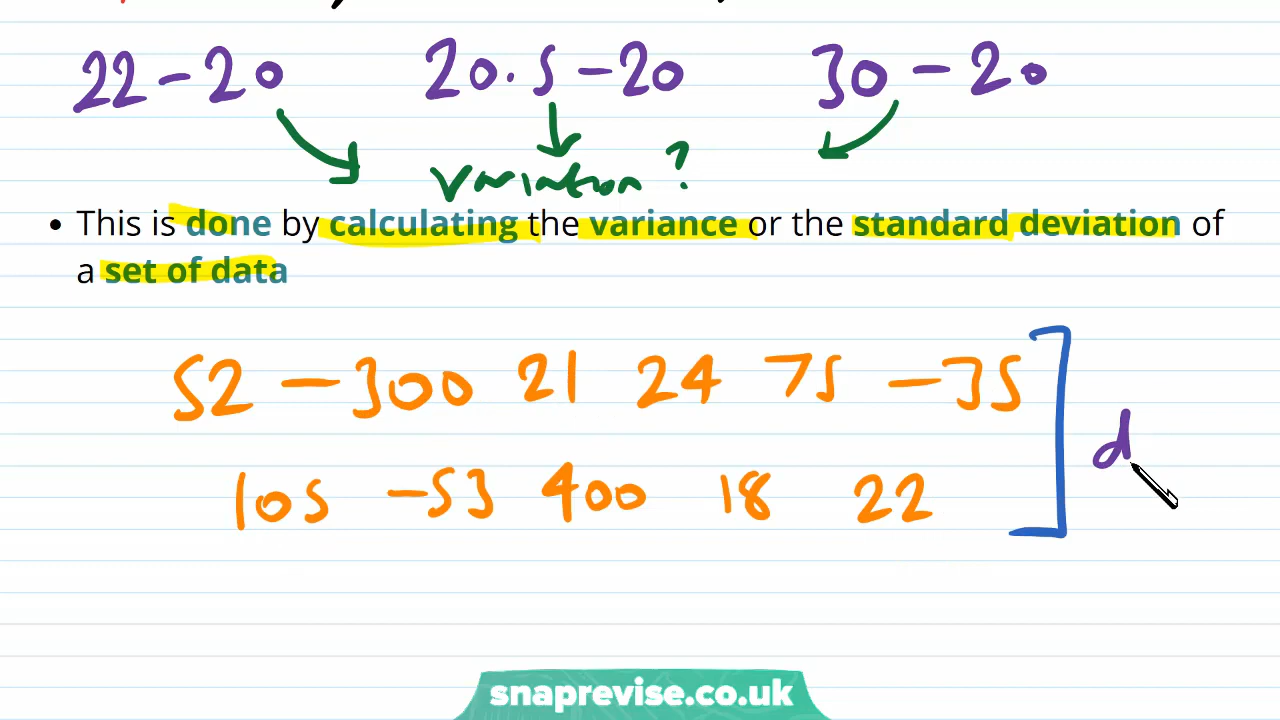 22 - 20 20.5 - 20 30 - 20
variation ?
• This is done by calculating the variance or the standard deviation of
a set of data
52 -300 21 24 75 -35
d
105 -53 400 18 22
snaprevise.co.uk